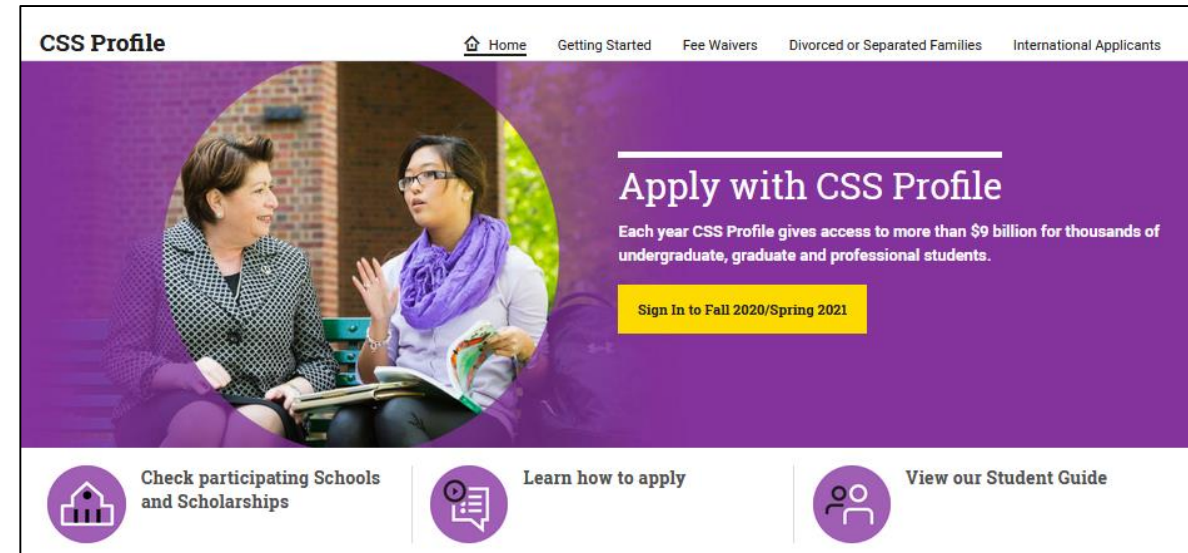 CSS Profile
Home
Getting Started
Fee Waivers
Divorced or Separated Families
International Applicants
Apply with CSS Profile
Each year CSS Profile gives access to more than $9 billion for thousands of
undergraduate, graduate and professional students.
Sign In to Fall 2020/Spring 2021
Check participating Schools
and Scholarships
Learn how to apply
View our Student Guide